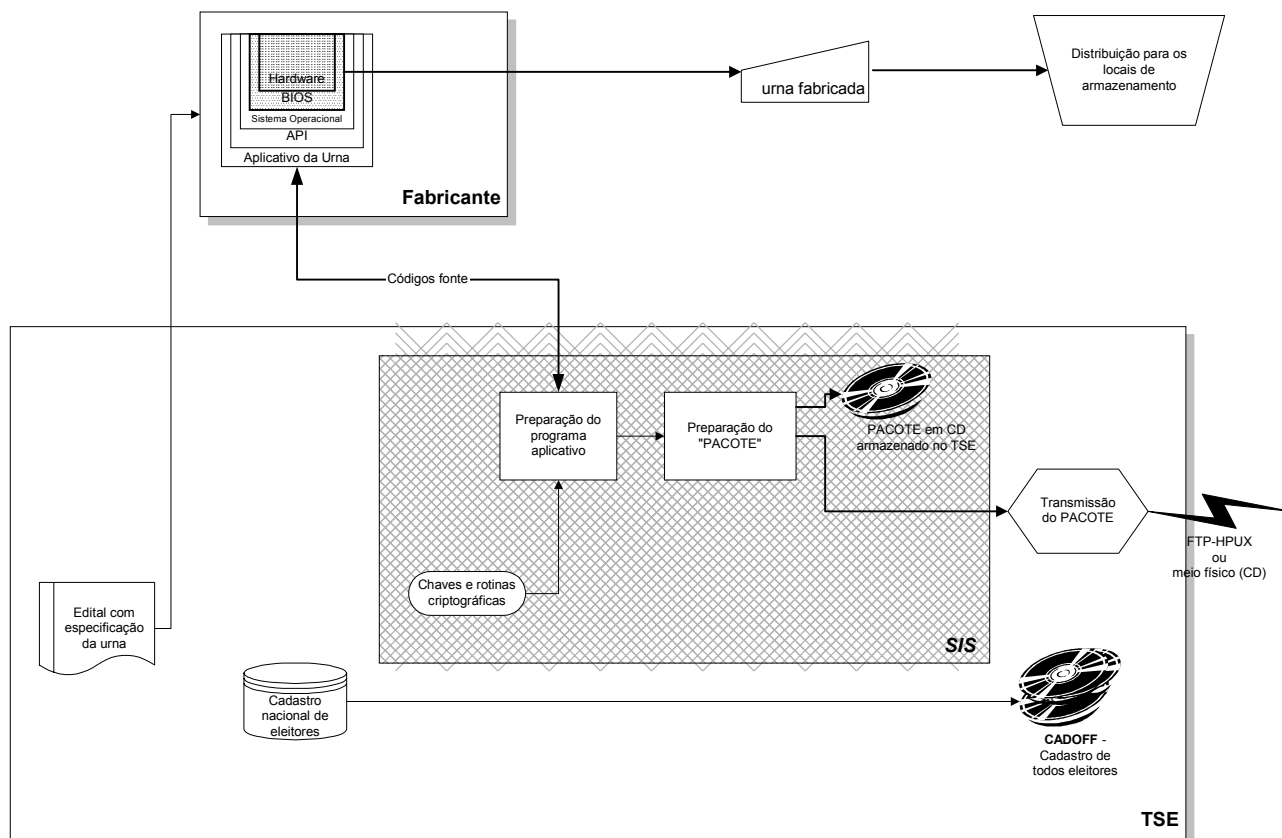 Hardware
BIOS
Sistema Operacional
API
Aplicativo da Urna
Fabricante
urna fabricada
Distribuição para os
locais de
armazenamento
Códigos fonte
Preparação do
programa
aplicativo
Preparação do
"PACOTE"
PACOTE em CD
armazenado no TSE
Transmissão
do PACOTE
FTP-HPUX
ou
meio físico (CD)
Chaves e rotinas
criptográficas
SIS
Edital com
especificação
da urna
Cadastro
nacional de
eleitores
CADOFF -
Cadastro de
todos eleitores
TSE